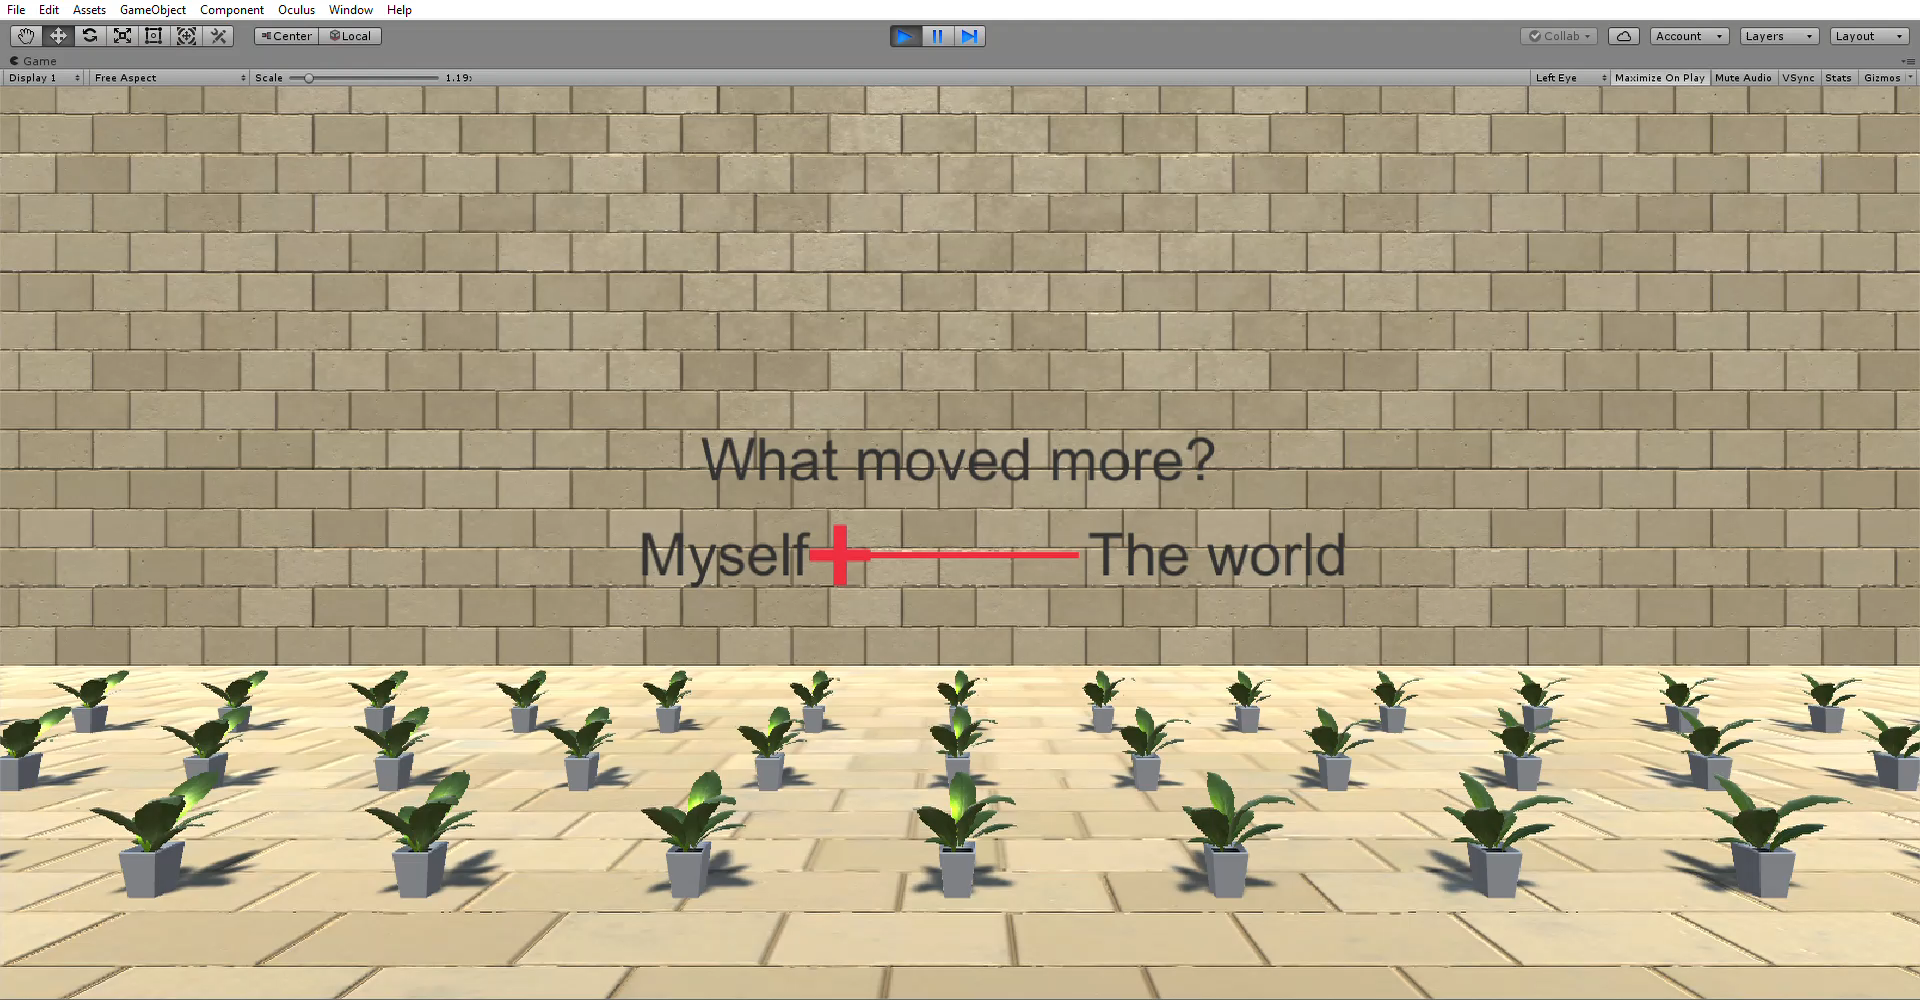 File Edit Assets GameObject Component Oculus Window Help
Center Local Collab Account Layers Layout
Game
Display 1 Free Aspect Scale 1.19x Left Eye Maximize On Play Mute Audio VSync Stats Gizmos
What moved more?
Myself The world